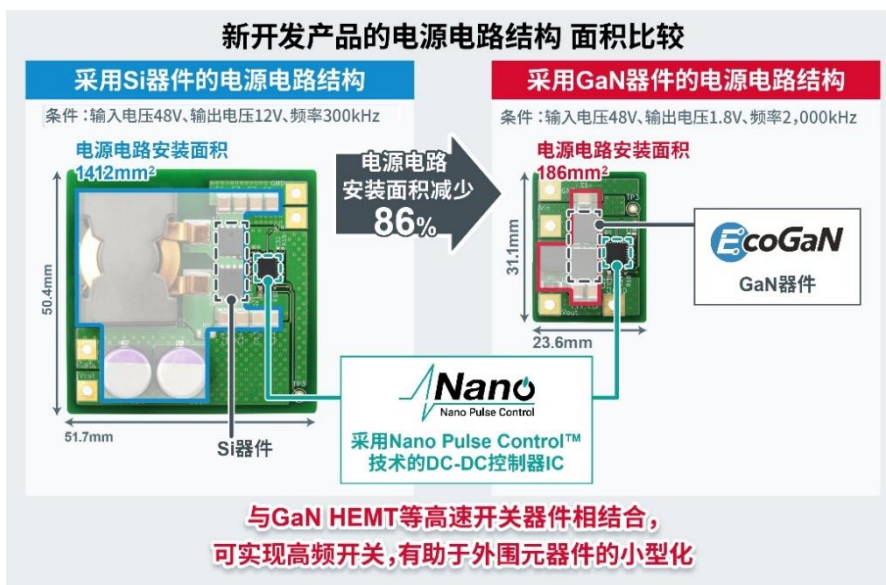 新开发产品的电源电路结构 面积比较
采用Si器件的电源电路结构
条件：输入电压48V、输出电压12V、频率300kHz
电源电路安装面积
1412mm²
50.4mm
51.7mm
Si器件
电源电路
安装面积减少
86%
采用GaN器件的电源电路结构
条件：输入电压48V、输出电压1.8V、频率2,000kHz
电源电路安装面积
186mm²
31.1mm
23.6mm
TP3
Vout
EcoGaN
GaN器件
Nano
Nano Pulse Control
采用Nano Pulse Control™
技术的DC-DC控制器IC
与GaN HEMT等高速开关器件相结合，
可实现高频开关，有助于外围元器件的小型化